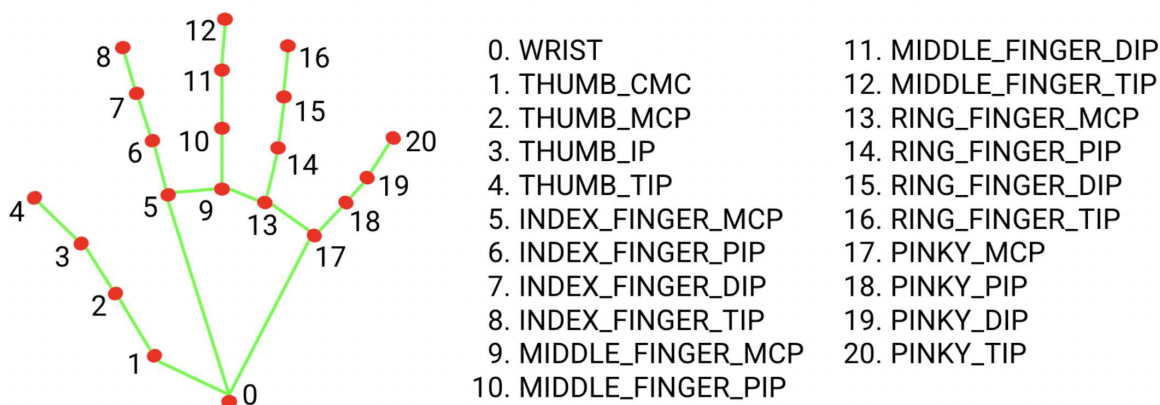 12
8
16
11
7
15
10
6
20
14
19
4
5
9
18
13
3
17
2
1
0
0. WRIST
1. THUMB_CMC
2. THUMB_MCP
3. THUMB_IP
4. THUMB_TIP
5. INDEX_FINGER_MCP
6. INDEX_FINGER_PIP
7. INDEX_FINGER_DIP
8. INDEX_FINGER_TIP
9. MIDDLE_FINGER_MCP
10. MIDDLE_FINGER_PIP
11. MIDDLE_FINGER_DIP
12. MIDDLE_FINGER_TIP
13. RING_FINGER_MCP
14. RING_FINGER_PIP
15. RING_FINGER_DIP
16. RING_FINGER_TIP
17. PINKY_MCP
18. PINKY_PIP
19. PINKY_DIP
20. PINKY_TIP